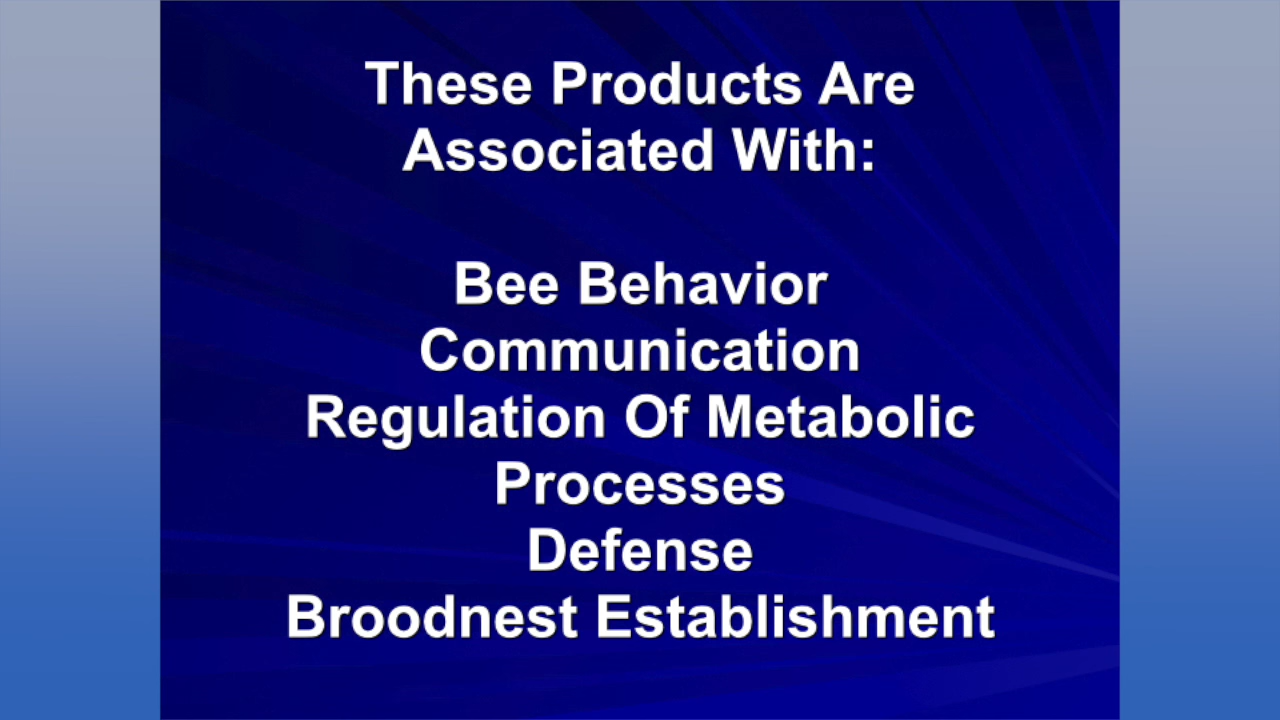 These Products Are
Associated With:
Bee Behavior
Communication
Regulation Of Metabolic
Processes
Defense
Broodnest Establishment